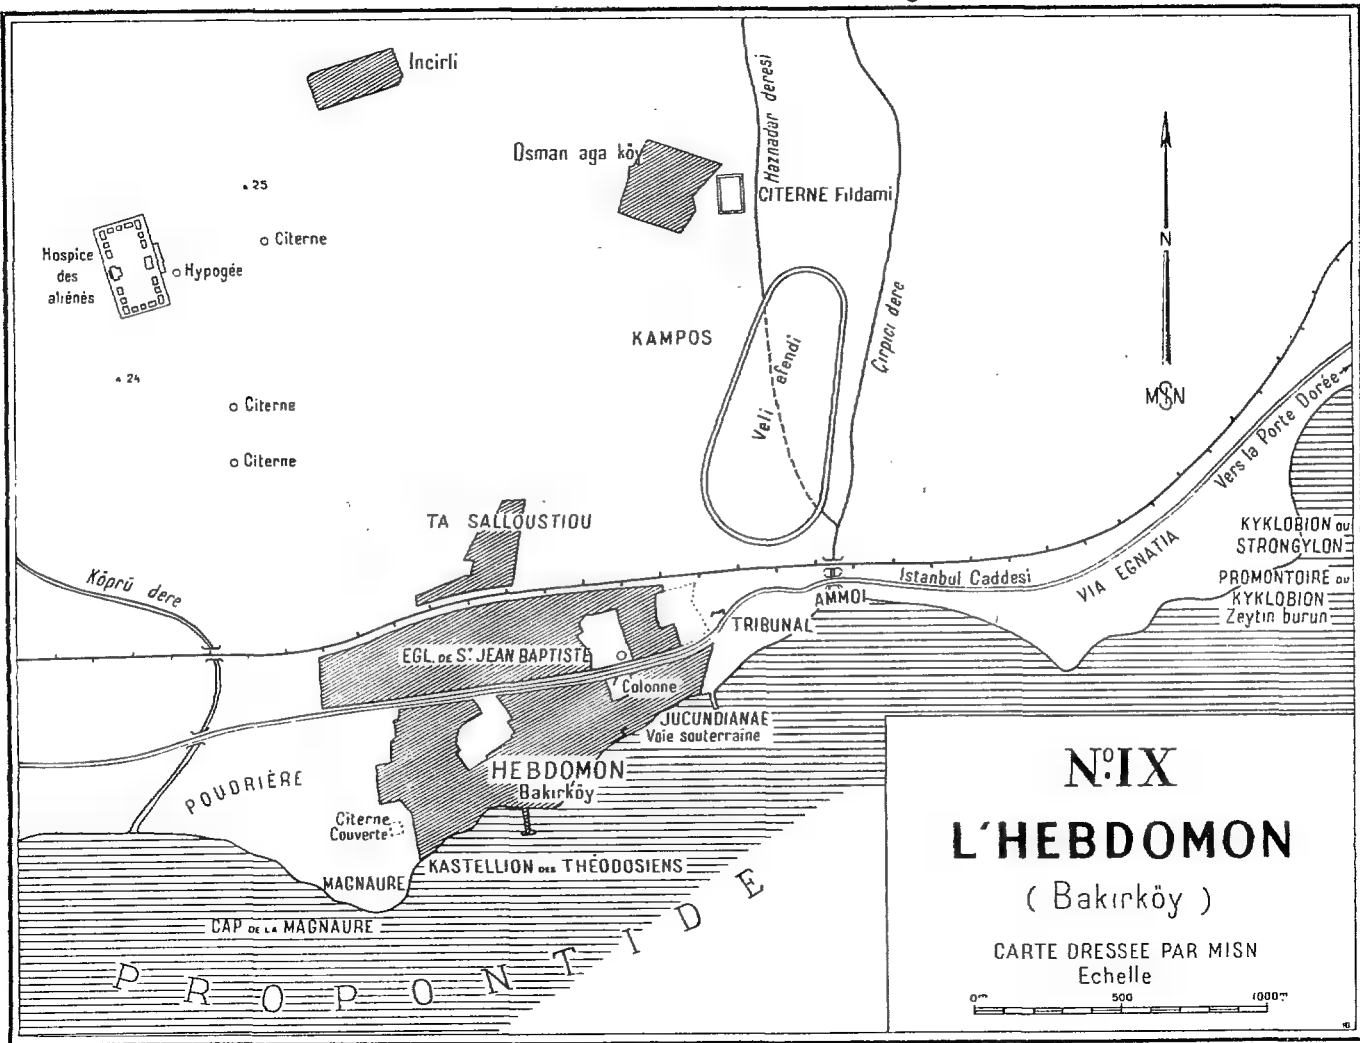 Incirli
Osman aga köy
Haznadar deresi
CITERNE Fildami
Çırpıcı dere
. 25
Citerne
Hospice
des
aliénés
Hypogée
N
MSN
KAMPOS
Veli efendi
. 24
Citerne
Citerne
Vers la Porte Dorée
TA SALLOUSTIOU
KYKLOBION ou
STRONGYLON
Istanbul Caddesi
VIA EGNATIA
PROMONTOIRE ou
KYKLOBION
Zeytin burun
Köprü dere
AMMOI
TRIBUNAL
EGL. DE St. JEAN BAPTISTE
Colonne
JUCUNDIANAE
Voie souterraine
POUDRIÈRE
HEBDOMON
Bakırköy
Citerne
Couverte
KASTELLION DES THÉODOSIENS
MAGNAURE
CAP DE LA MAGNAURE
PROPONTIDE
No. IX
L'HEBDOMON
( Bakırköy )
CARTE DRESSEE PAR MISN
Echelle
0m 500 1000m